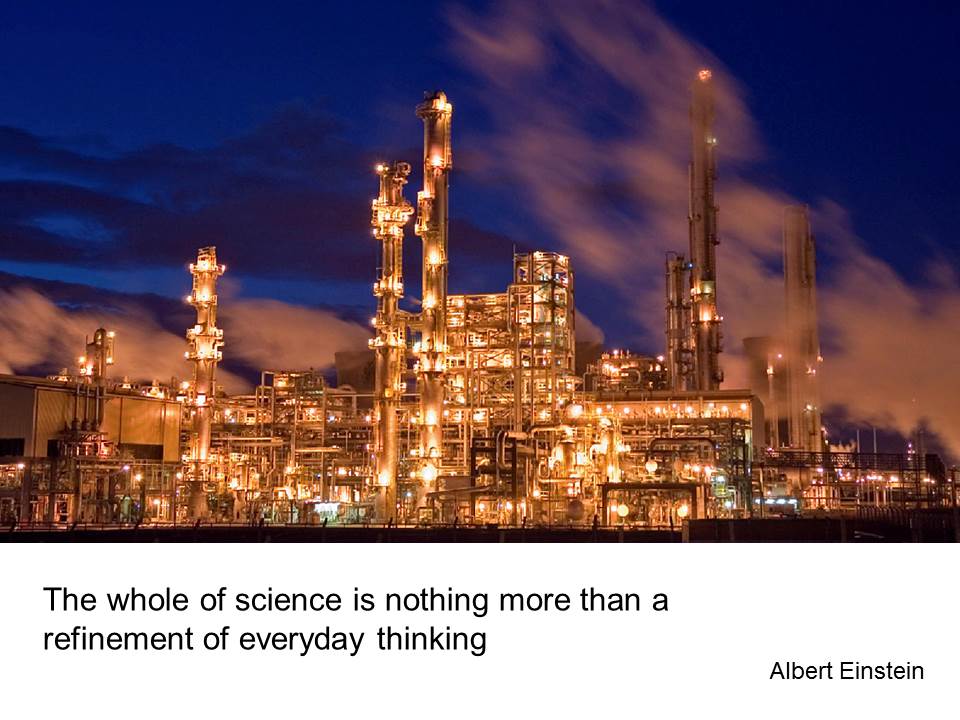 The whole of science is nothing more than a
refinement of everyday thinking
Albert Einstein